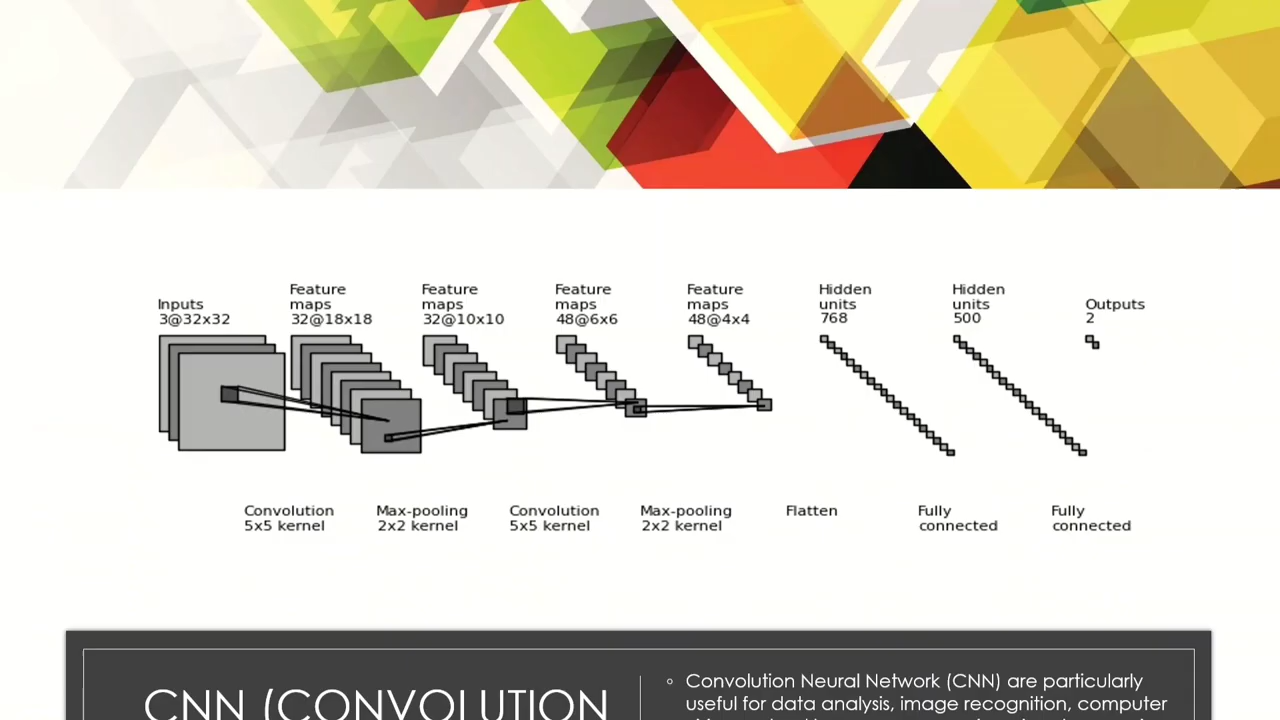 Inputs
3@32x32
Feature
maps
32@18x18
Feature
maps
32@10x10
Feature
maps
48@6x6
Feature
maps
48@4x4
Hidden
units
768
Hidden
units
500
Outputs
2
Convolution
5x5 kernel
Max-pooling
2x2 kernel
Convolution
5x5 kernel
Max-pooling
2x2 kernel
Flatten
Fully
connected
Fully
connected
CNN (CONVOLUTION
Convolution Neural Network (CNN) are particularly
useful for data analysis, image recognition, computer